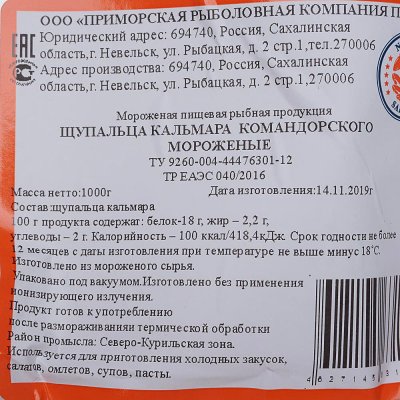 ООО «ПРИМОРСКАЯ РЫБОЛОВНАЯ КОМПАНИЯ П
Юридический адрес: 694740, Россия, Сахалинская
область,г. Невельск, ул. Рыбацкая, д. 2 стр.1,тел.270006
Адрес производства: 694740, Россия, Сахалинская
область,г. Невельск, ул. Рыбацкая, д. 2 стр.1,270006
Мороженая пищевая рыбная продукция
ЩУПАЛЬЦА КАЛЬМАРА КОМАНДОРСКОГО
МОРОЖЕНЫЕ
ТУ 9260-004-44476301-12
ТР ЕАЭС 040/2016
Масса нетто:1000г Дата изготовления:14.11.2019г
Состав:щупальца кальмара
100 г продукта содержат: белок-18 г, жир – 2,2 г,
углеводы – 2 г. Калорийность – 100 ккал/418,4кДж. Срок годности не более
12 месяцев с даты изготовления при температуре не выше минус 18°С.
Изготовлено из мороженого сырья.
Упаковано под вакуумом.Изготовлено без применения
ионизирующего излучения.
Продукт готов к употреблению
после размораживания термической обработки
Район промысла: Северо-Курильская зона.
Используется для приготовления холодных закусок,
салатов, омлетов, супов, пасты.
EAC